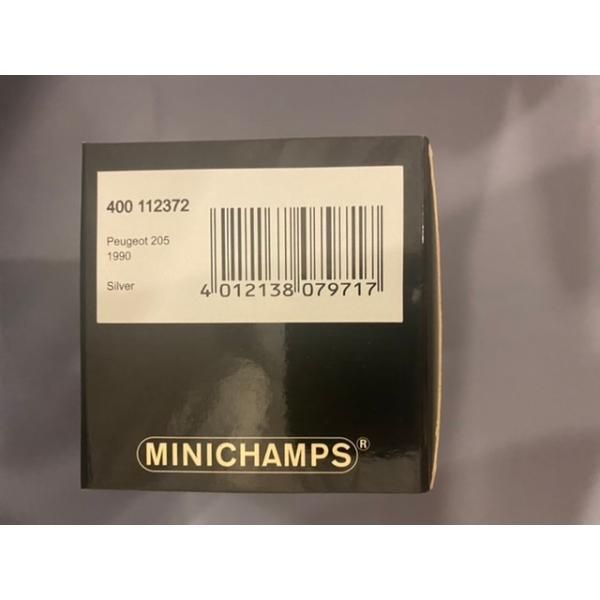 400 112372
Peugeot 205
1990
Silver
4 012138 079717
MINICHAMPS®